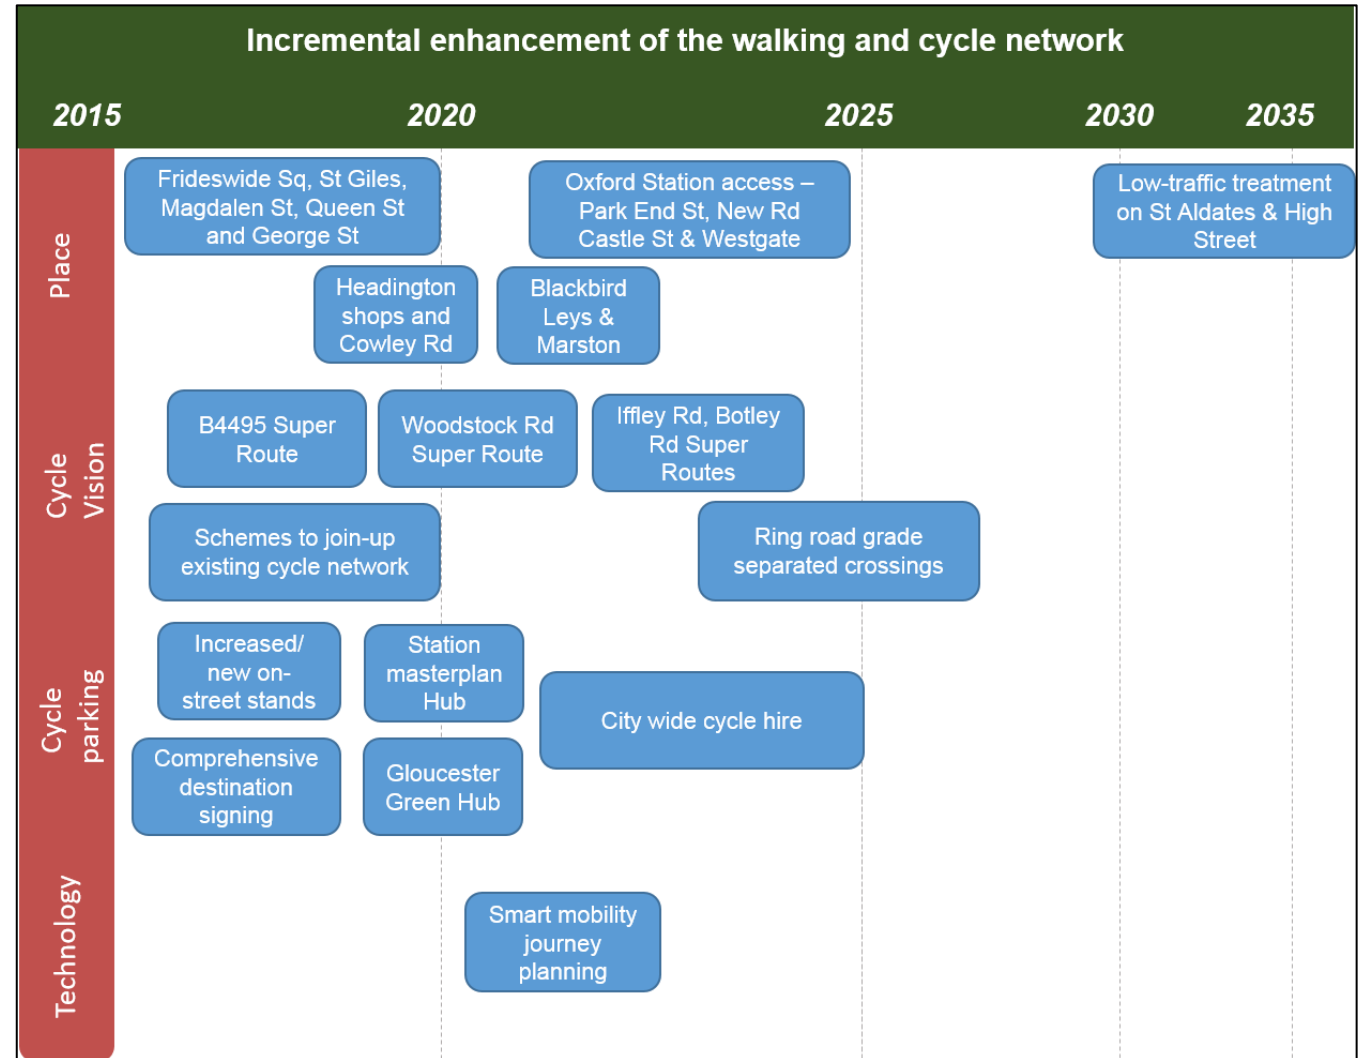 Incremental enhancement of the walking and cycle network
2015 2020 2025 2030 2035
Place
Frideswide Sq, St Giles,
Magdalen St, Queen St
and George St
Oxford Station access –
Park End St, New Rd
Castle St & Westgate
Low-traffic treatment
on St Aldates & High
Street
Headington
shops and
Cowley Rd
Blackbird
Leys &
Marston
Cycle
Vision
B4495 Super
Route
Woodstock Rd
Super Route
Iffley Rd, Botley
Rd Super
Routes
Schemes to join-up
existing cycle network
Ring road grade
separated crossings
Cycle
parking
Increased/
new on-
street stands
Station
masterplan
Hub
City wide cycle hire
Comprehensive
destination
signing
Gloucester
Green Hub
Technology
Smart mobility
journey
planning